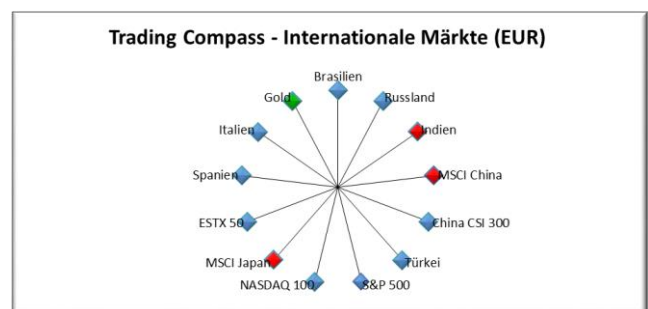 Trading Compass - Internationale Märkte (EUR)
Brasilien
Gold
Russland
Italien
Indien
Spanien
MSCI China
ESTX 50
China CSI 300
MSCI Japan
Türkei
NASDAQ 100
S&P 500